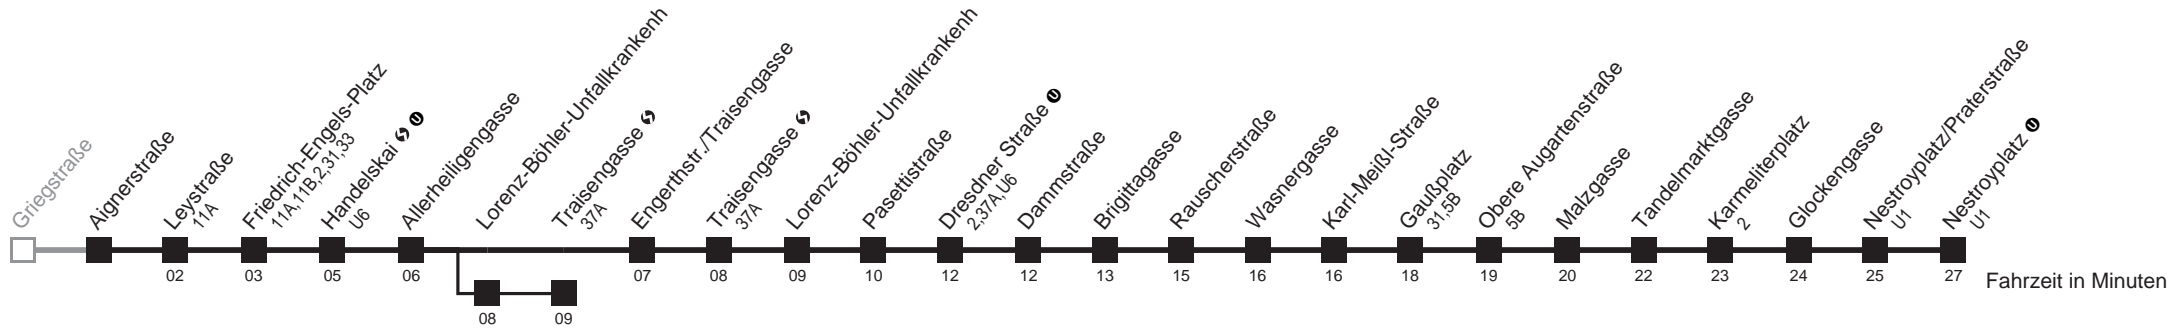 Griegstraße
Aignerstraße
Leystraße
11A
02
Friedrich-Engels-Platz
11A,11B,2,31,33
03
Handelskai S U
U6
05
Allerheiligengasse
06
Lorenz-Böhler-Unfallkrankenh
08
Traisengasse S
37A
09
Engerthstr./Traisengasse
07
Traisengasse S
37A
08
Lorenz-Böhler-Unfallkrankenh
09
Pasettistraße
10
Dresdner Straße U
2,37A,U6
12
Dammstraße
12
Brigittagasse
13
Rauscherstraße
15
Wasnergasse
16
Karl-Meißl-Straße
16
Gaußplatz
31,5B
18
Obere Augartenstraße
5B
19
Malzgasse
20
Tandelmarktgasse
22
Karmeliterplatz
2
23
Glockengasse
24
Nestroyplatz/Praterstraße
U1
25
Nestroyplatz U
U1
27
Fahrzeit in Minuten